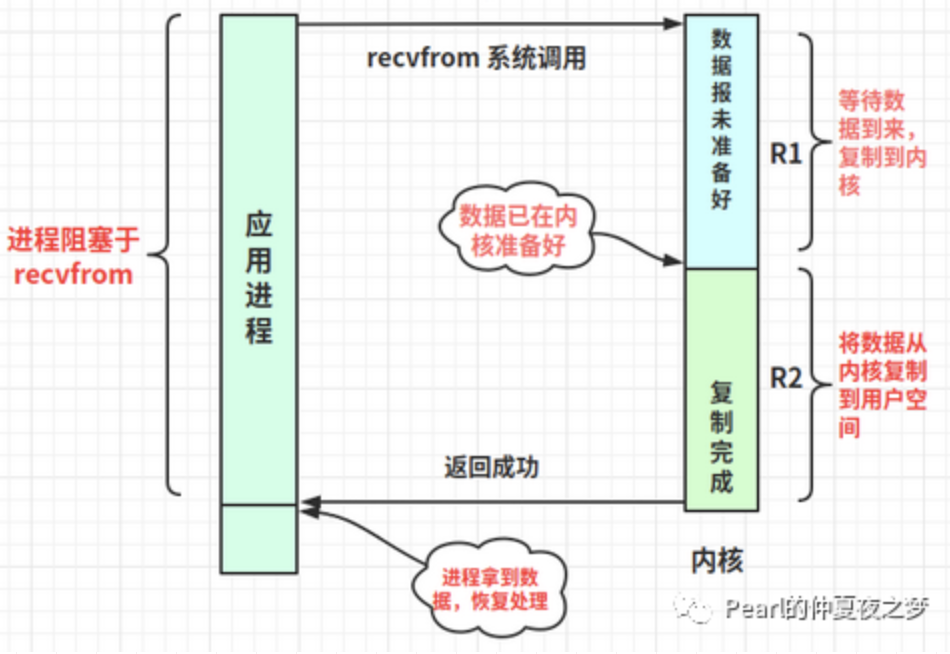 recvfrom 系统调用
数据报未准备好
R1
等待数
据到来，
复制到内
核
数据已在内
核准备好
应用进程
进程阻塞于
recvfrom
R2
将数据从
内核复制
到用户空
间
复制完成
返回成功
进程拿到数
据，恢复处理
内核
Pearl的仲夏夜之梦